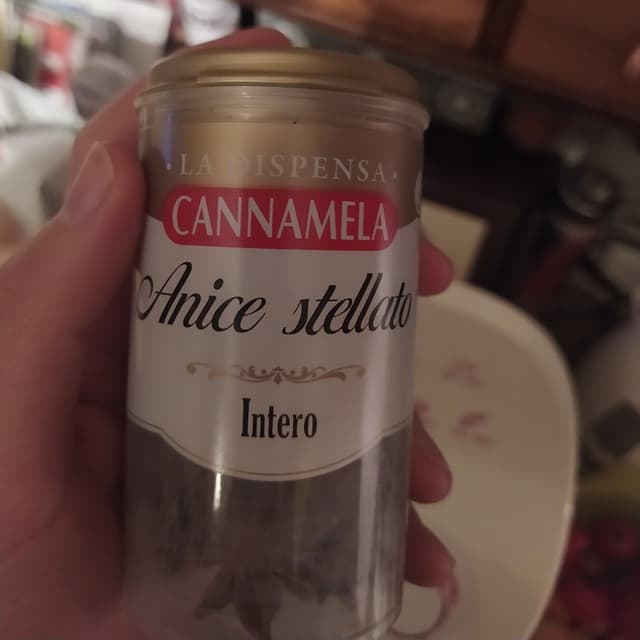 · LA DISPENSA ·
CANNAMELA
Anice stellato
Intero